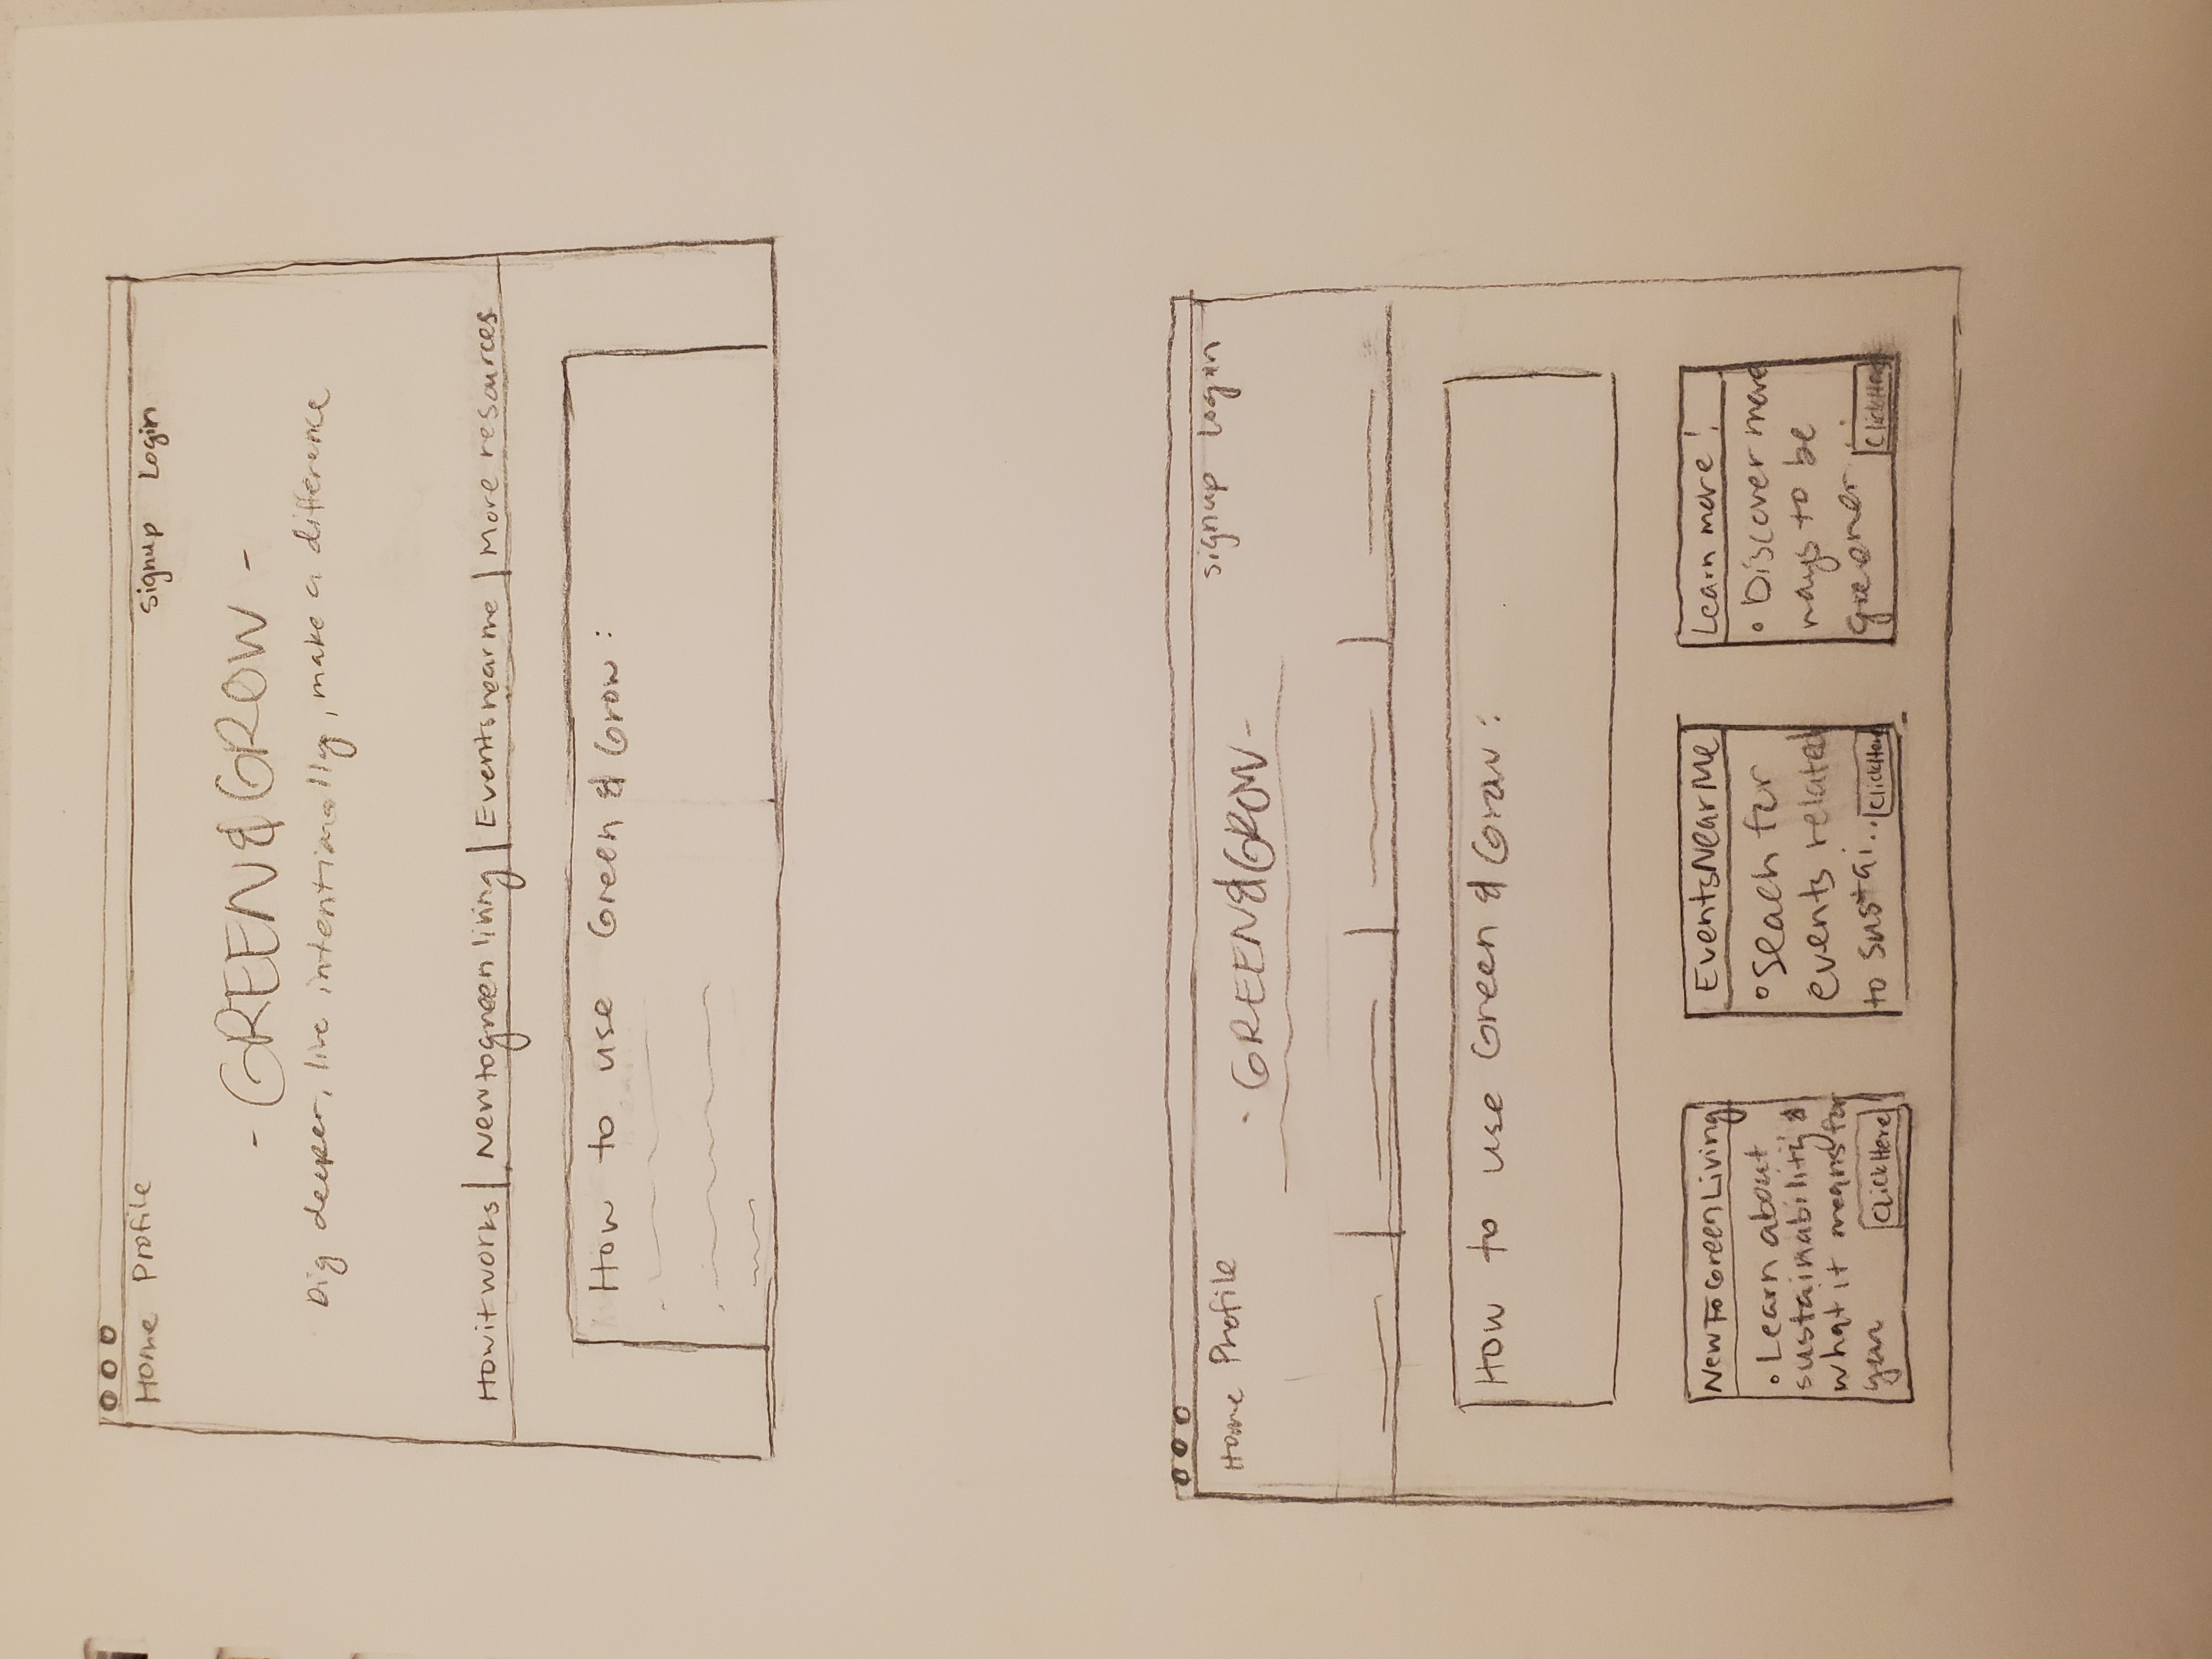 Home Profile signup Login
- GREEN & GROW -
Dig deeper, live intentionally, make a difference
How it works | New to green living | Events near me | More resources
How to use Green & Grow:
Home Profile signup Login
- GREEN & GROW -
How to use Green & Grow:
New To Green Living
• Learn about
sustainability &
what it means for
you
Click Here
Events Near Me
• Seach for
events related
to sustai...
Click Here
Learn more!
• Discover more
ways to be
greener...
Click Here